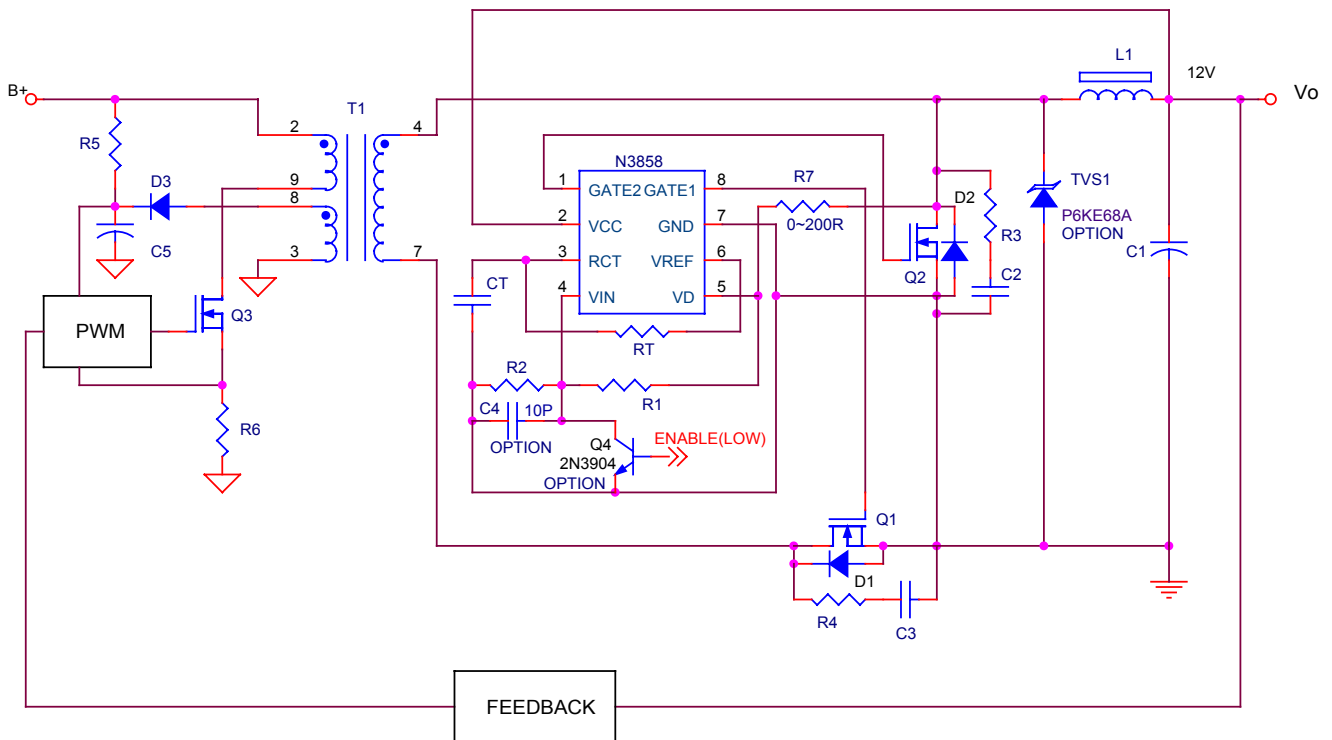 L1
12V
B+
Vo
T1
2
4
R5
N3858
D3
9
8
1
GATE2
GATE1
8
R7
D2
TVS1
P6KE68A
OPTION
2
VCC
GND
7
0~200R
R3
C5
3
7
3
RCT
VREF
6
Q2
C2
C1
CT
4
VIN
VD
5
Q3
PWM
RT
R2
R1
C4
10P
OPTION
R6
Q4
2N3904
OPTION
ENABLE(LOW)
Q1
D1
R4
C3
FEEDBACK